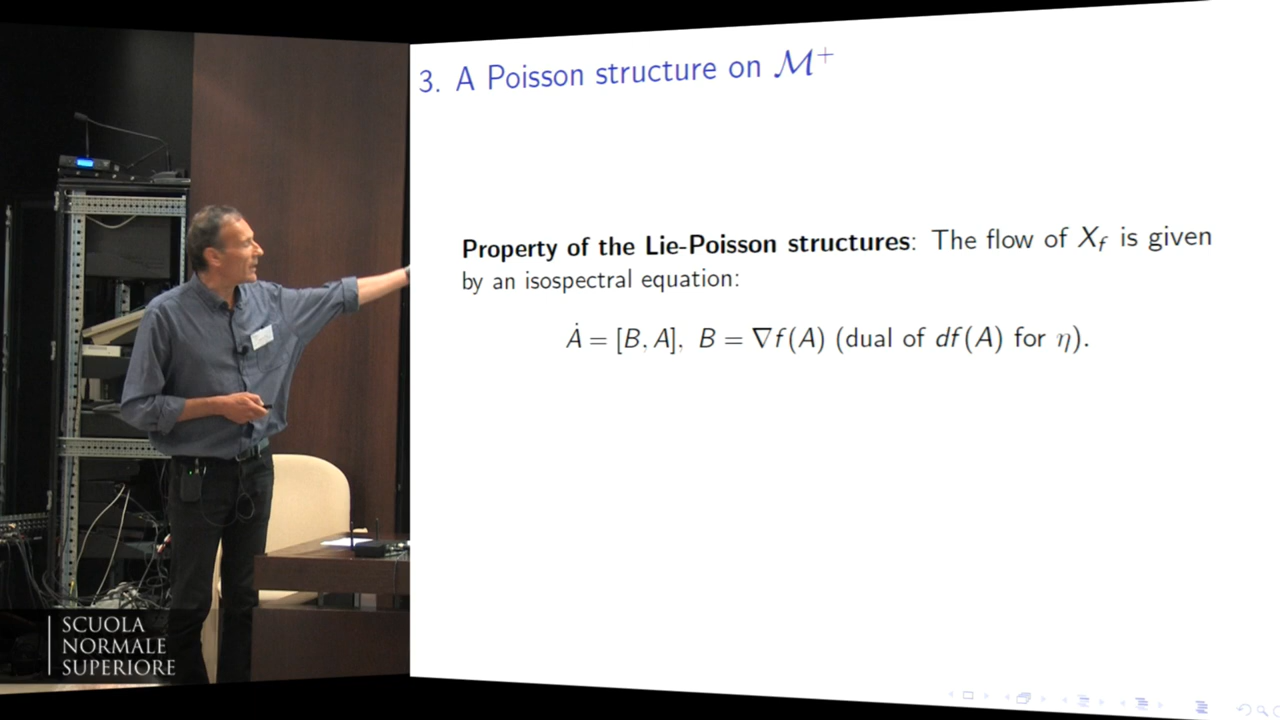 3. A Poisson structure on ℳ⁺
Property of the Lie-Poisson structures: The flow of X_f is given
by an isospectral equation:
Ȧ = [B, A], B = ∇f(A) (dual of df(A) for η).
SCUOLA
NORMALE
SUPERIORE